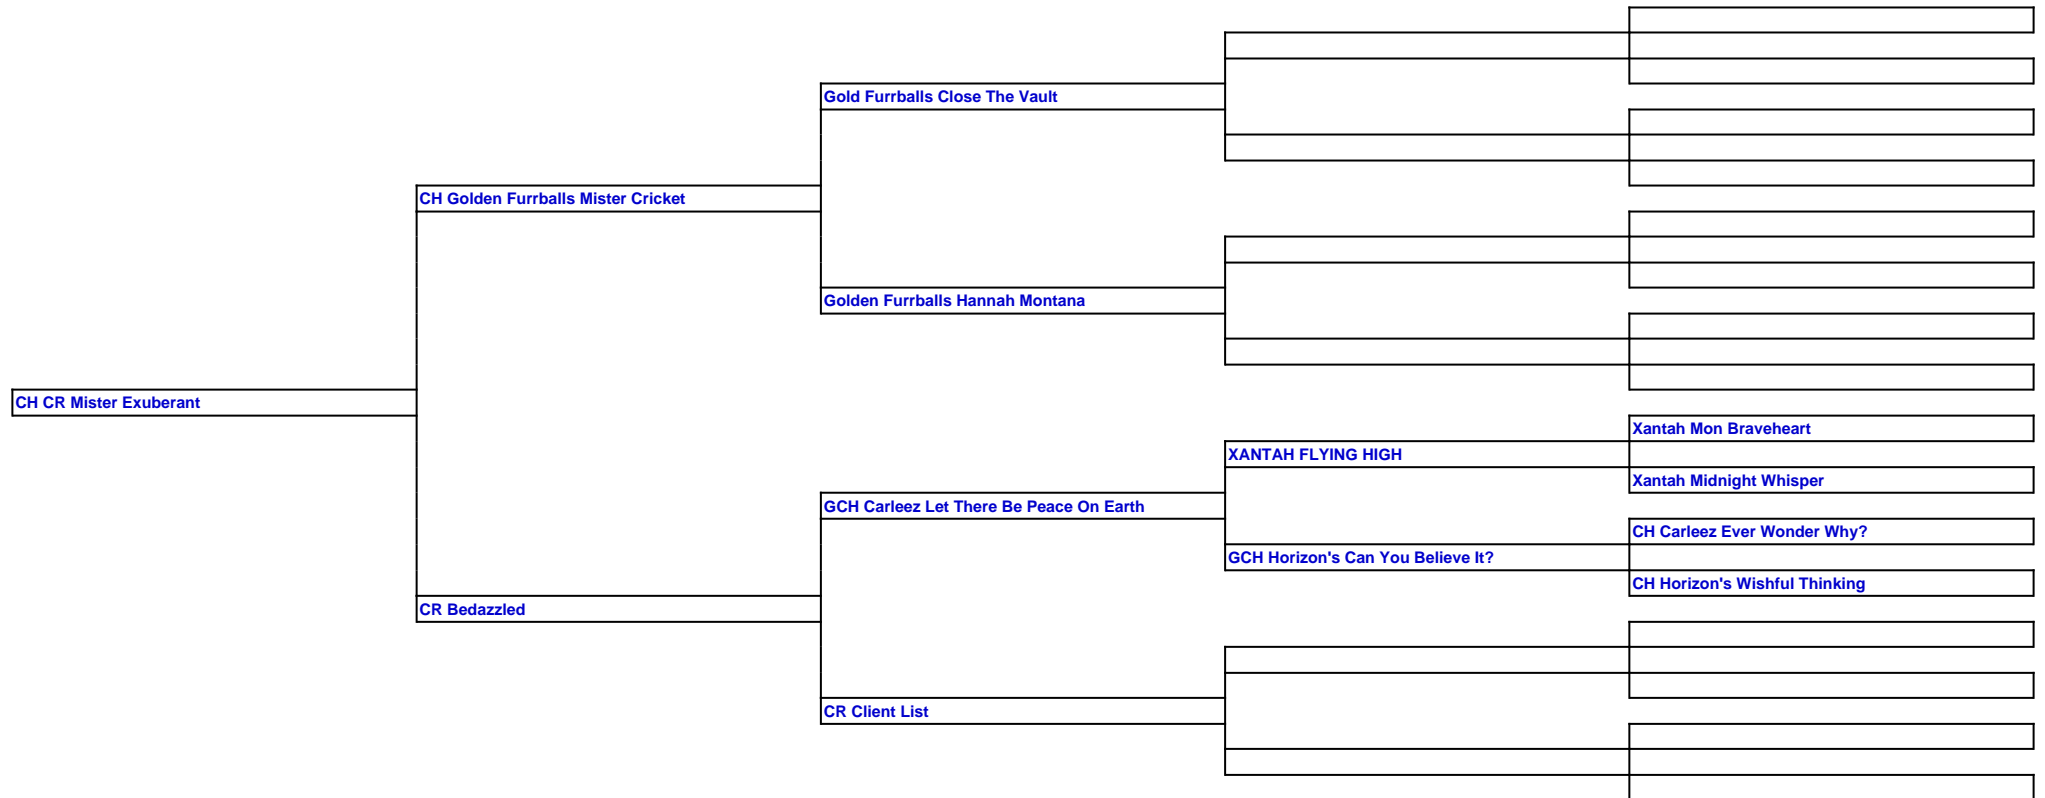 Gold Furrballs Close The Vault
CH Golden Furrballs Mister Cricket
Golden Furrballs Hannah Montana
CH CR Mister Exuberant
Xantah Mon Braveheart
XANTAH FLYING HIGH
Xantah Midnight Whisper
GCH Carleez Let There Be Peace On Earth
CH Carleez Ever Wonder Why?
GCH Horizon's Can You Believe It?
CH Horizon's Wishful Thinking
CR Bedazzled
CR Client List